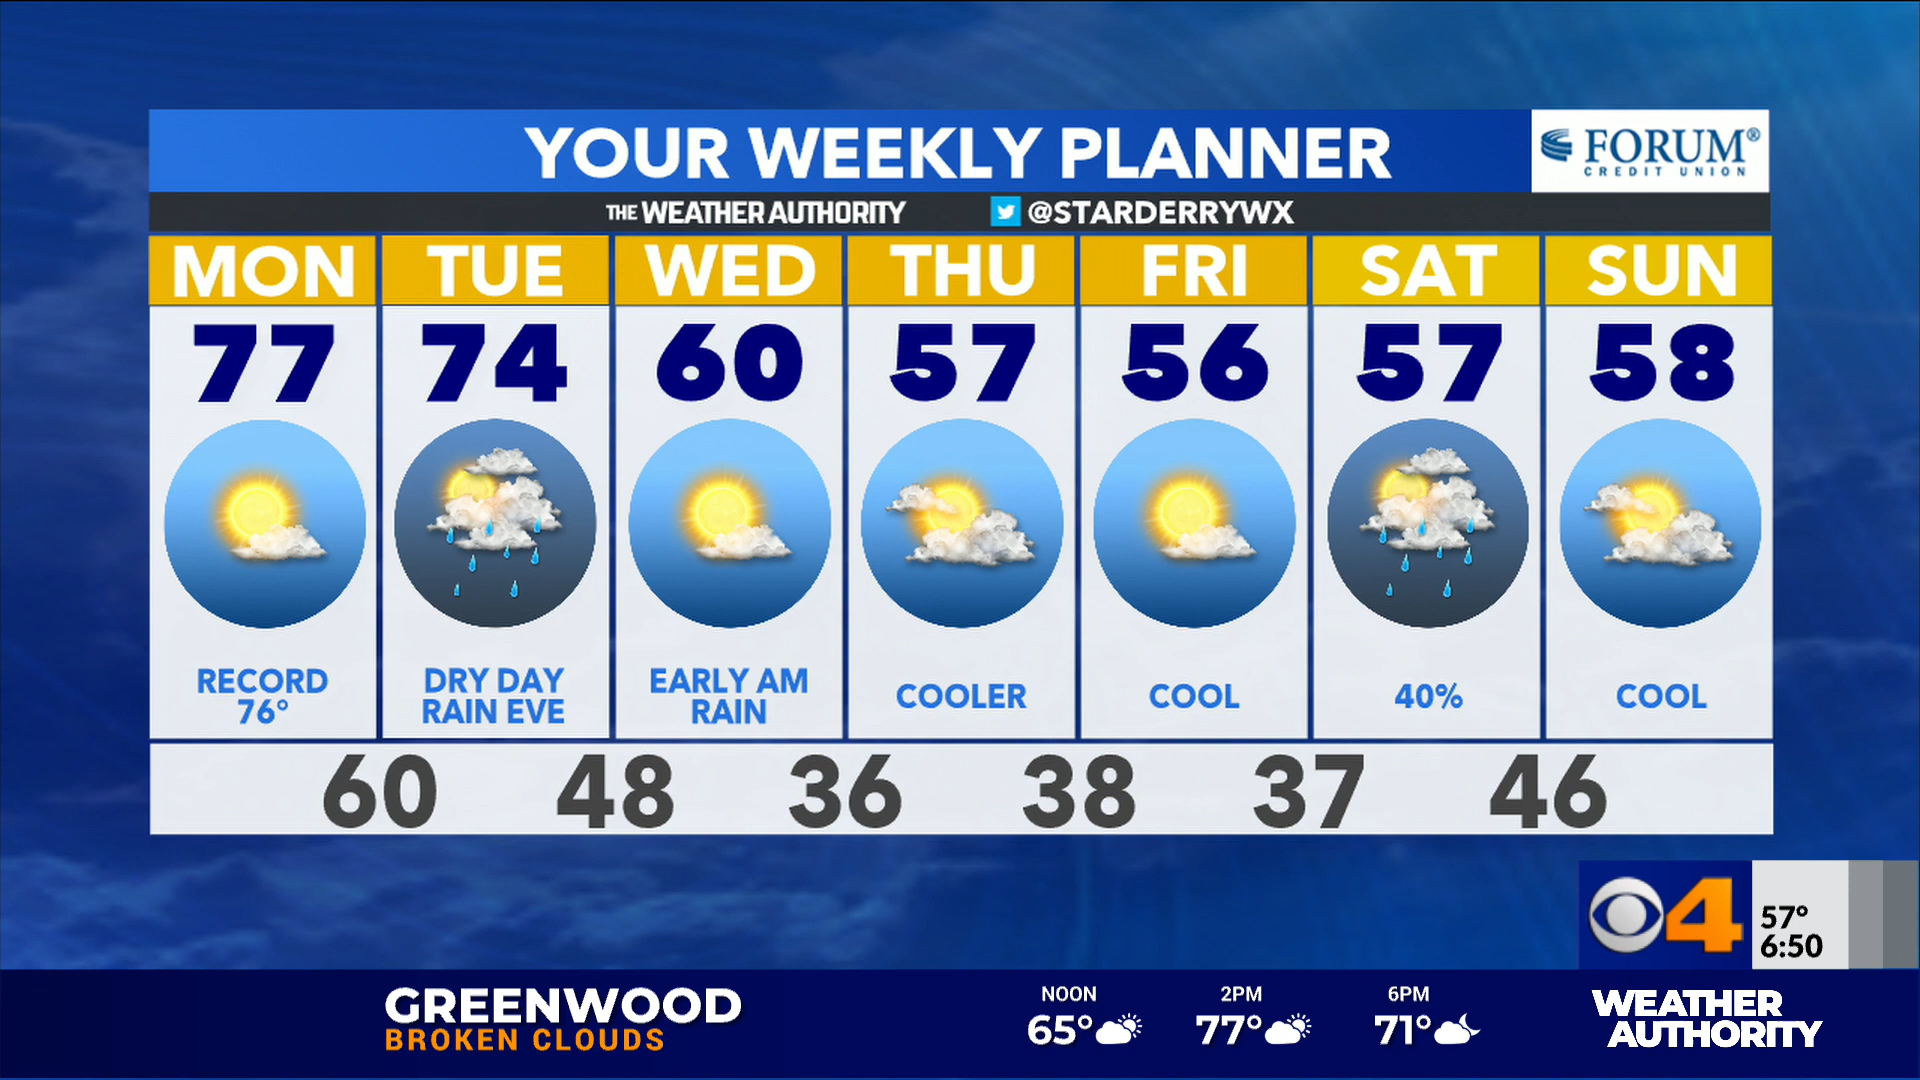 YOUR WEEKLY PLANNER
FORUM®
CREDIT UNION
THE WEATHER AUTHORITY @STARDERRYWX
MON TUE WED THU FRI SAT SUN
77 74 60 57 56 57 58
RECORD 76° DRY DAY RAIN EVE EARLY AM RAIN COOLER COOL 40% COOL
60 48 36 38 37 46
4
57°
6:50
GREENWOOD
BROKEN CLOUDS
NOON 2PM 6PM
65° 77° 71°
WEATHER
AUTHORITY